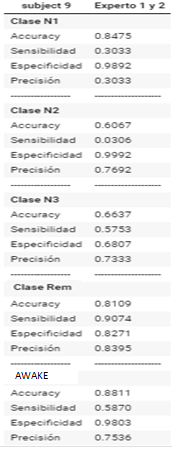 subject 9 Experto 1 y 2
Clase N1
Accuracy 0.8475
Sensibilidad 0.3033
Especificidad 0.9892
Precisión 0.3033
-------------------- --------------------
Clase N2
Accuracy 0.6067
Sensibilidad 0.0306
Especificidad 0.9992
Precisión 0.7692
-------------------- --------------------
Clase N3
Accuracy 0.6637
Sensibilidad 0.5753
Especificidad 0.6807
Precisión 0.7333
-------------------- --------------------
Clase Rem
Accuracy 0.8109
Sensibilidad 0.9074
Especificidad 0.8271
Precisión 0.8395
-------------------- --------------------
AWAKE
Accuracy 0.8811
Sensibilidad 0.5870
Especificidad 0.9803
Precisión 0.7536